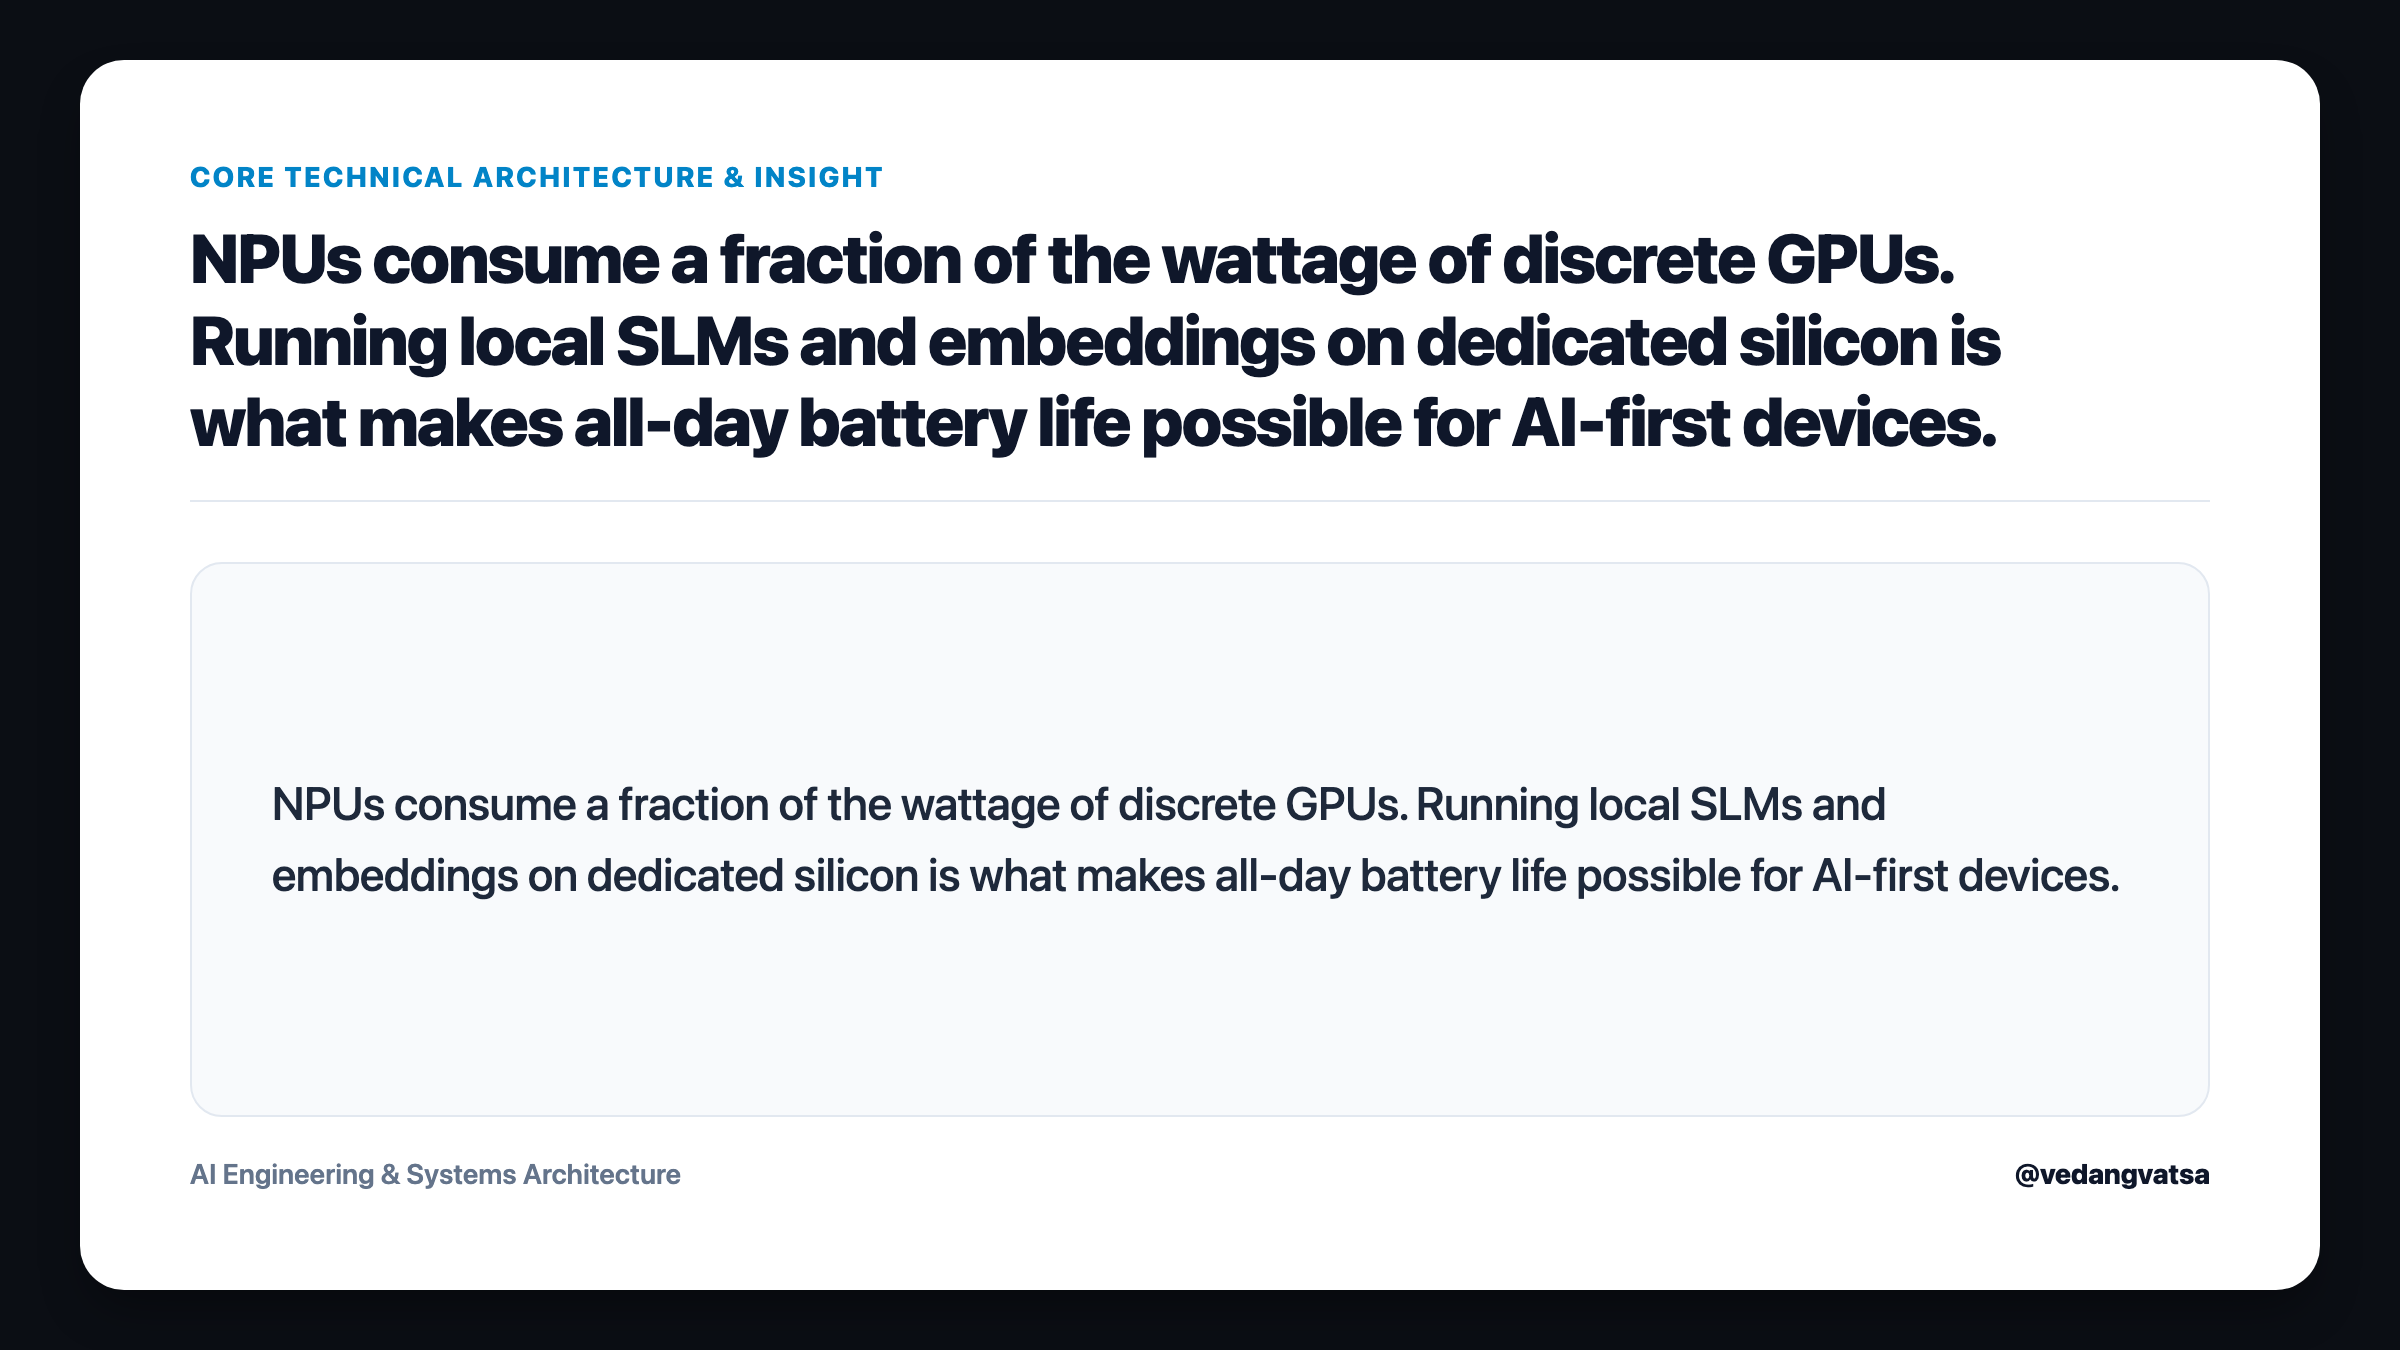 CORE TECHNICAL ARCHITECTURE & INSIGHT
NPUs consume a fraction of the wattage of discrete GPUs.
Running local SLMs and embeddings on dedicated silicon is
what makes all-day battery life possible for AI-first devices.
NPUs consume a fraction of the wattage of discrete GPUs. Running local SLMs and
embeddings on dedicated silicon is what makes all-day battery life possible for AI-first devices.
AI Engineering & Systems Architecture
@vedangvatsa